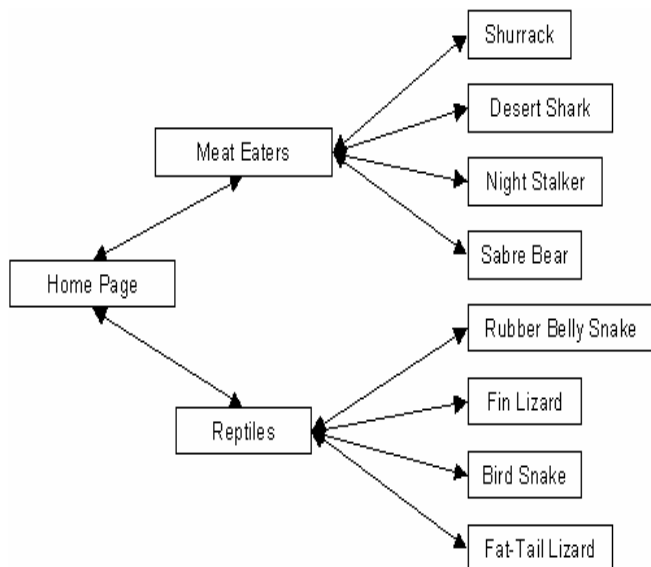 Shurrack
Desert Shark
Meat Eaters
Night Stalker
Sabre Bear
Home Page
Rubber Belly Snake
Fin Lizard
Reptiles
Bird Snake
Fat-Tail Lizard